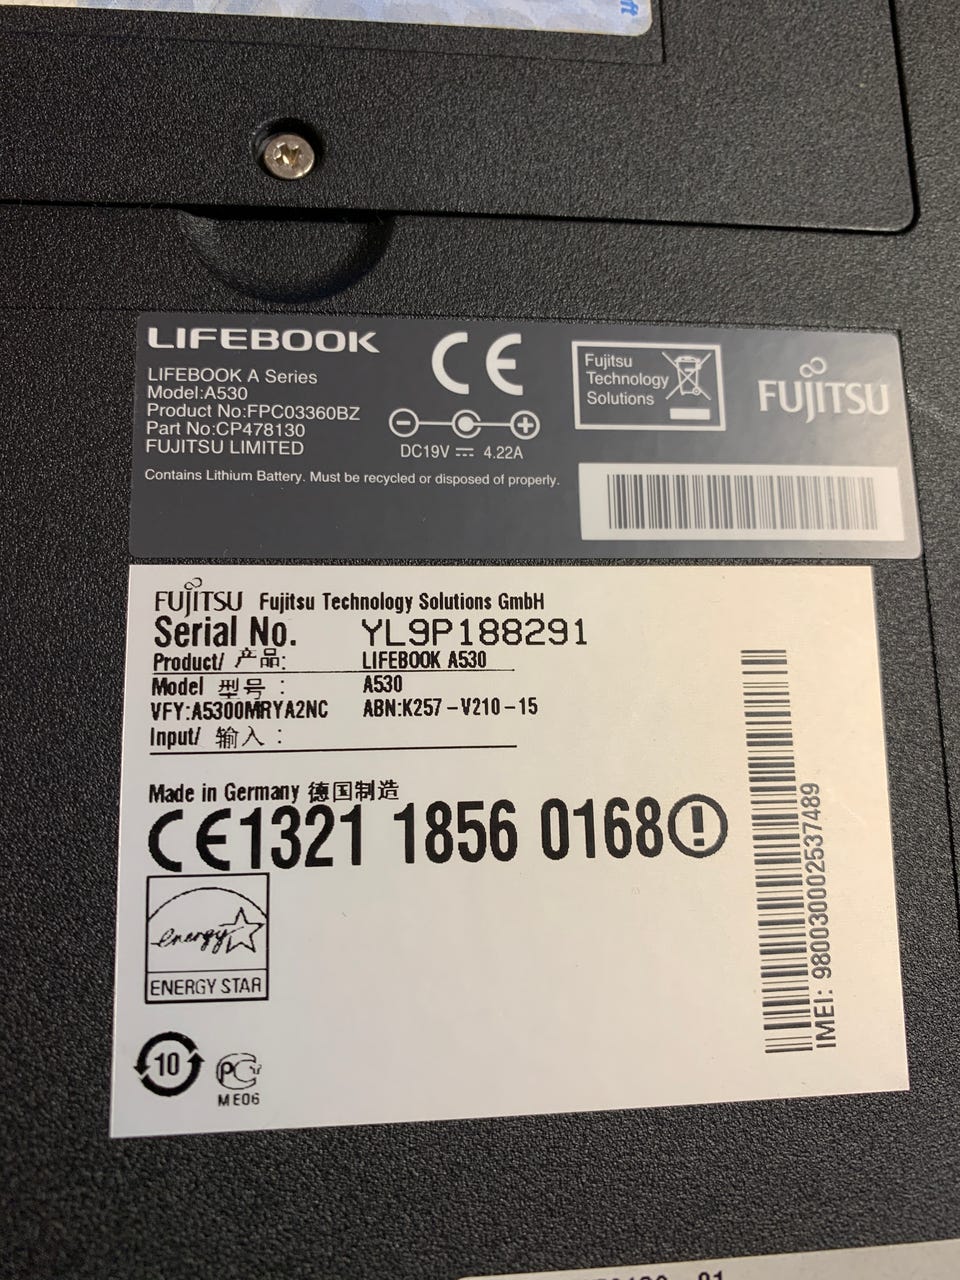 ft
LIFEBOOK
LIFEBOOK A Series
Model:A530
Product No:FPC03360BZ
Part No:CP478130
FUJITSU LIMITED
CE
DC19V 4.22A
Fujitsu
Technology
Solutions
FUJITSU
Contains Lithium Battery. Must be recycled or disposed of properly.
FUJITSU Fujitsu Technology Solutions GmbH
Serial No. YL9P188291
Product/ 产品: LIFEBOOK A530
Model 型号 : A530
VFY:A5300MRYA2NC ABN:K257-V210-15
Input/ 输入 :
Made in Germany 德国制造
CE1321 1856 0168
energy
ENERGY STAR
10
PG
ME06
IMEI: 980030002537489